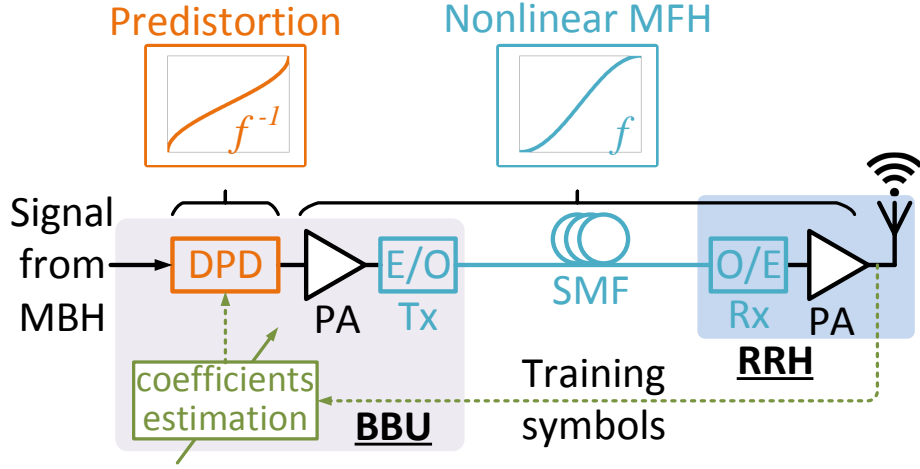 Predistortion
Nonlinear MFH
f⁻¹
f
Signal
from
MBH
DPD
PA
E/O
Tx
SMF
O/E
Rx
PA
RRH
coefficients
estimation
BBU
Training
symbols